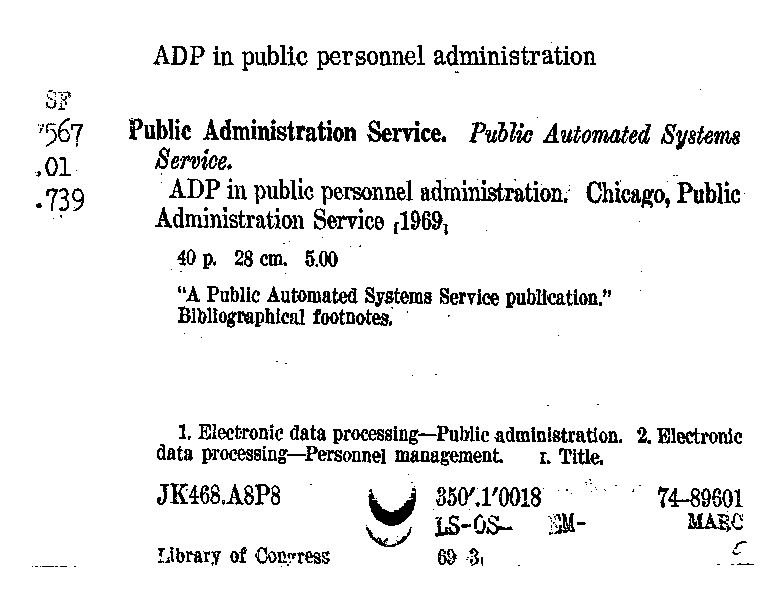 ADP in public personnel administration
SF
567
.01
.739
Public Administration Service. Public Automated Systems
Service.
ADP in public personnel administration. Chicago, Public
Administration Service [1969]
40 p. 28 cm. 5.00
“A Public Automated Systems Service publication.”
Bibliographical footnotes.
1. Electronic data processing—Public administration. 2. Electronic
data processing—Personnel management. I. Title.
JK468.A8P8 350′.1′0018 74–89601
LS-OS- EM- MARC
Library of Congress 69 3